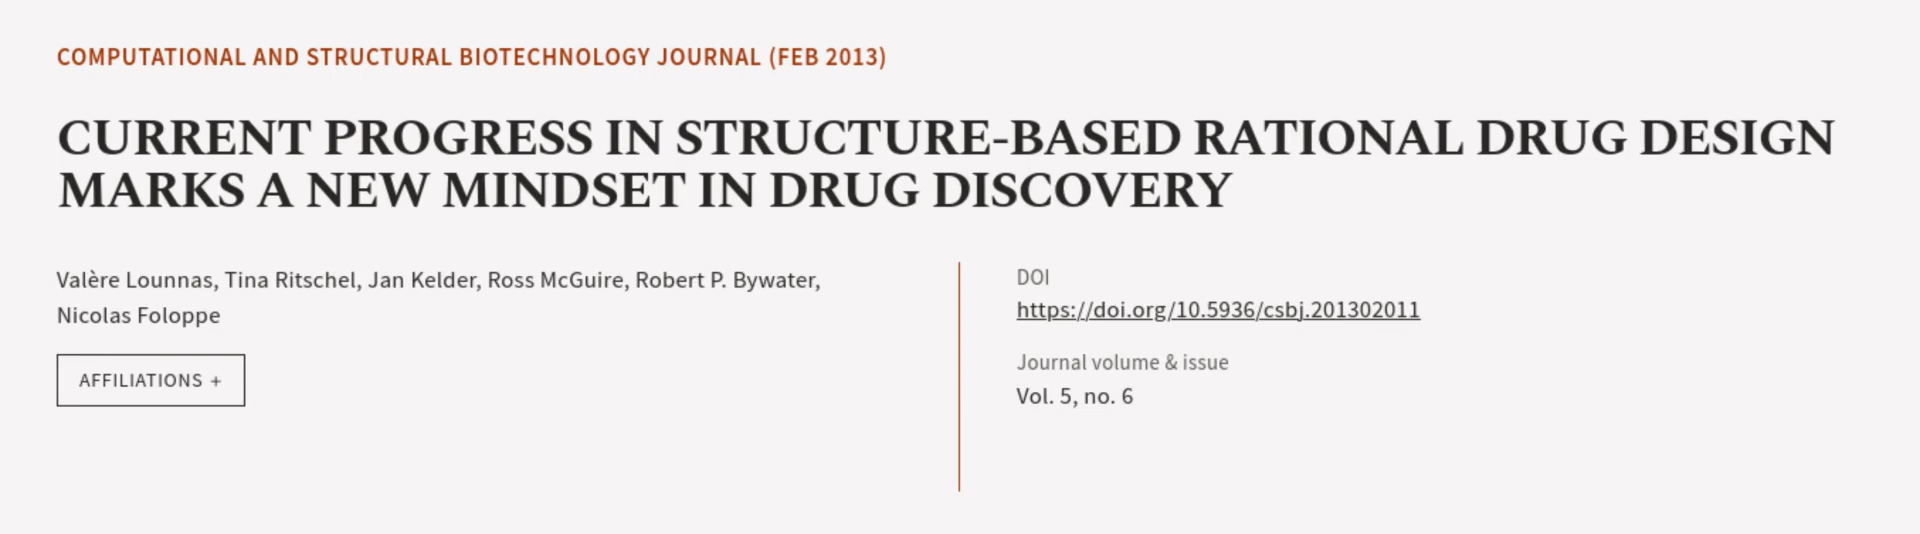 COMPUTATIONAL AND STRUCTURAL BIOTECHNOLOGY JOURNAL (FEB 2013)
CURRENT PROGRESS IN STRUCTURE-BASED RATIONAL DRUG DESIGN
MARKS A NEW MINDSET IN DRUG DISCOVERY
Valère Lounnas, Tina Ritschel, Jan Kelder, Ross McGuire, Robert P. Bywater,
Nicolas Foloppe
AFFILIATIONS +
DOI
https://doi.org/10.5936/csbj.201302011
Journal volume & issue
Vol. 5, no. 6